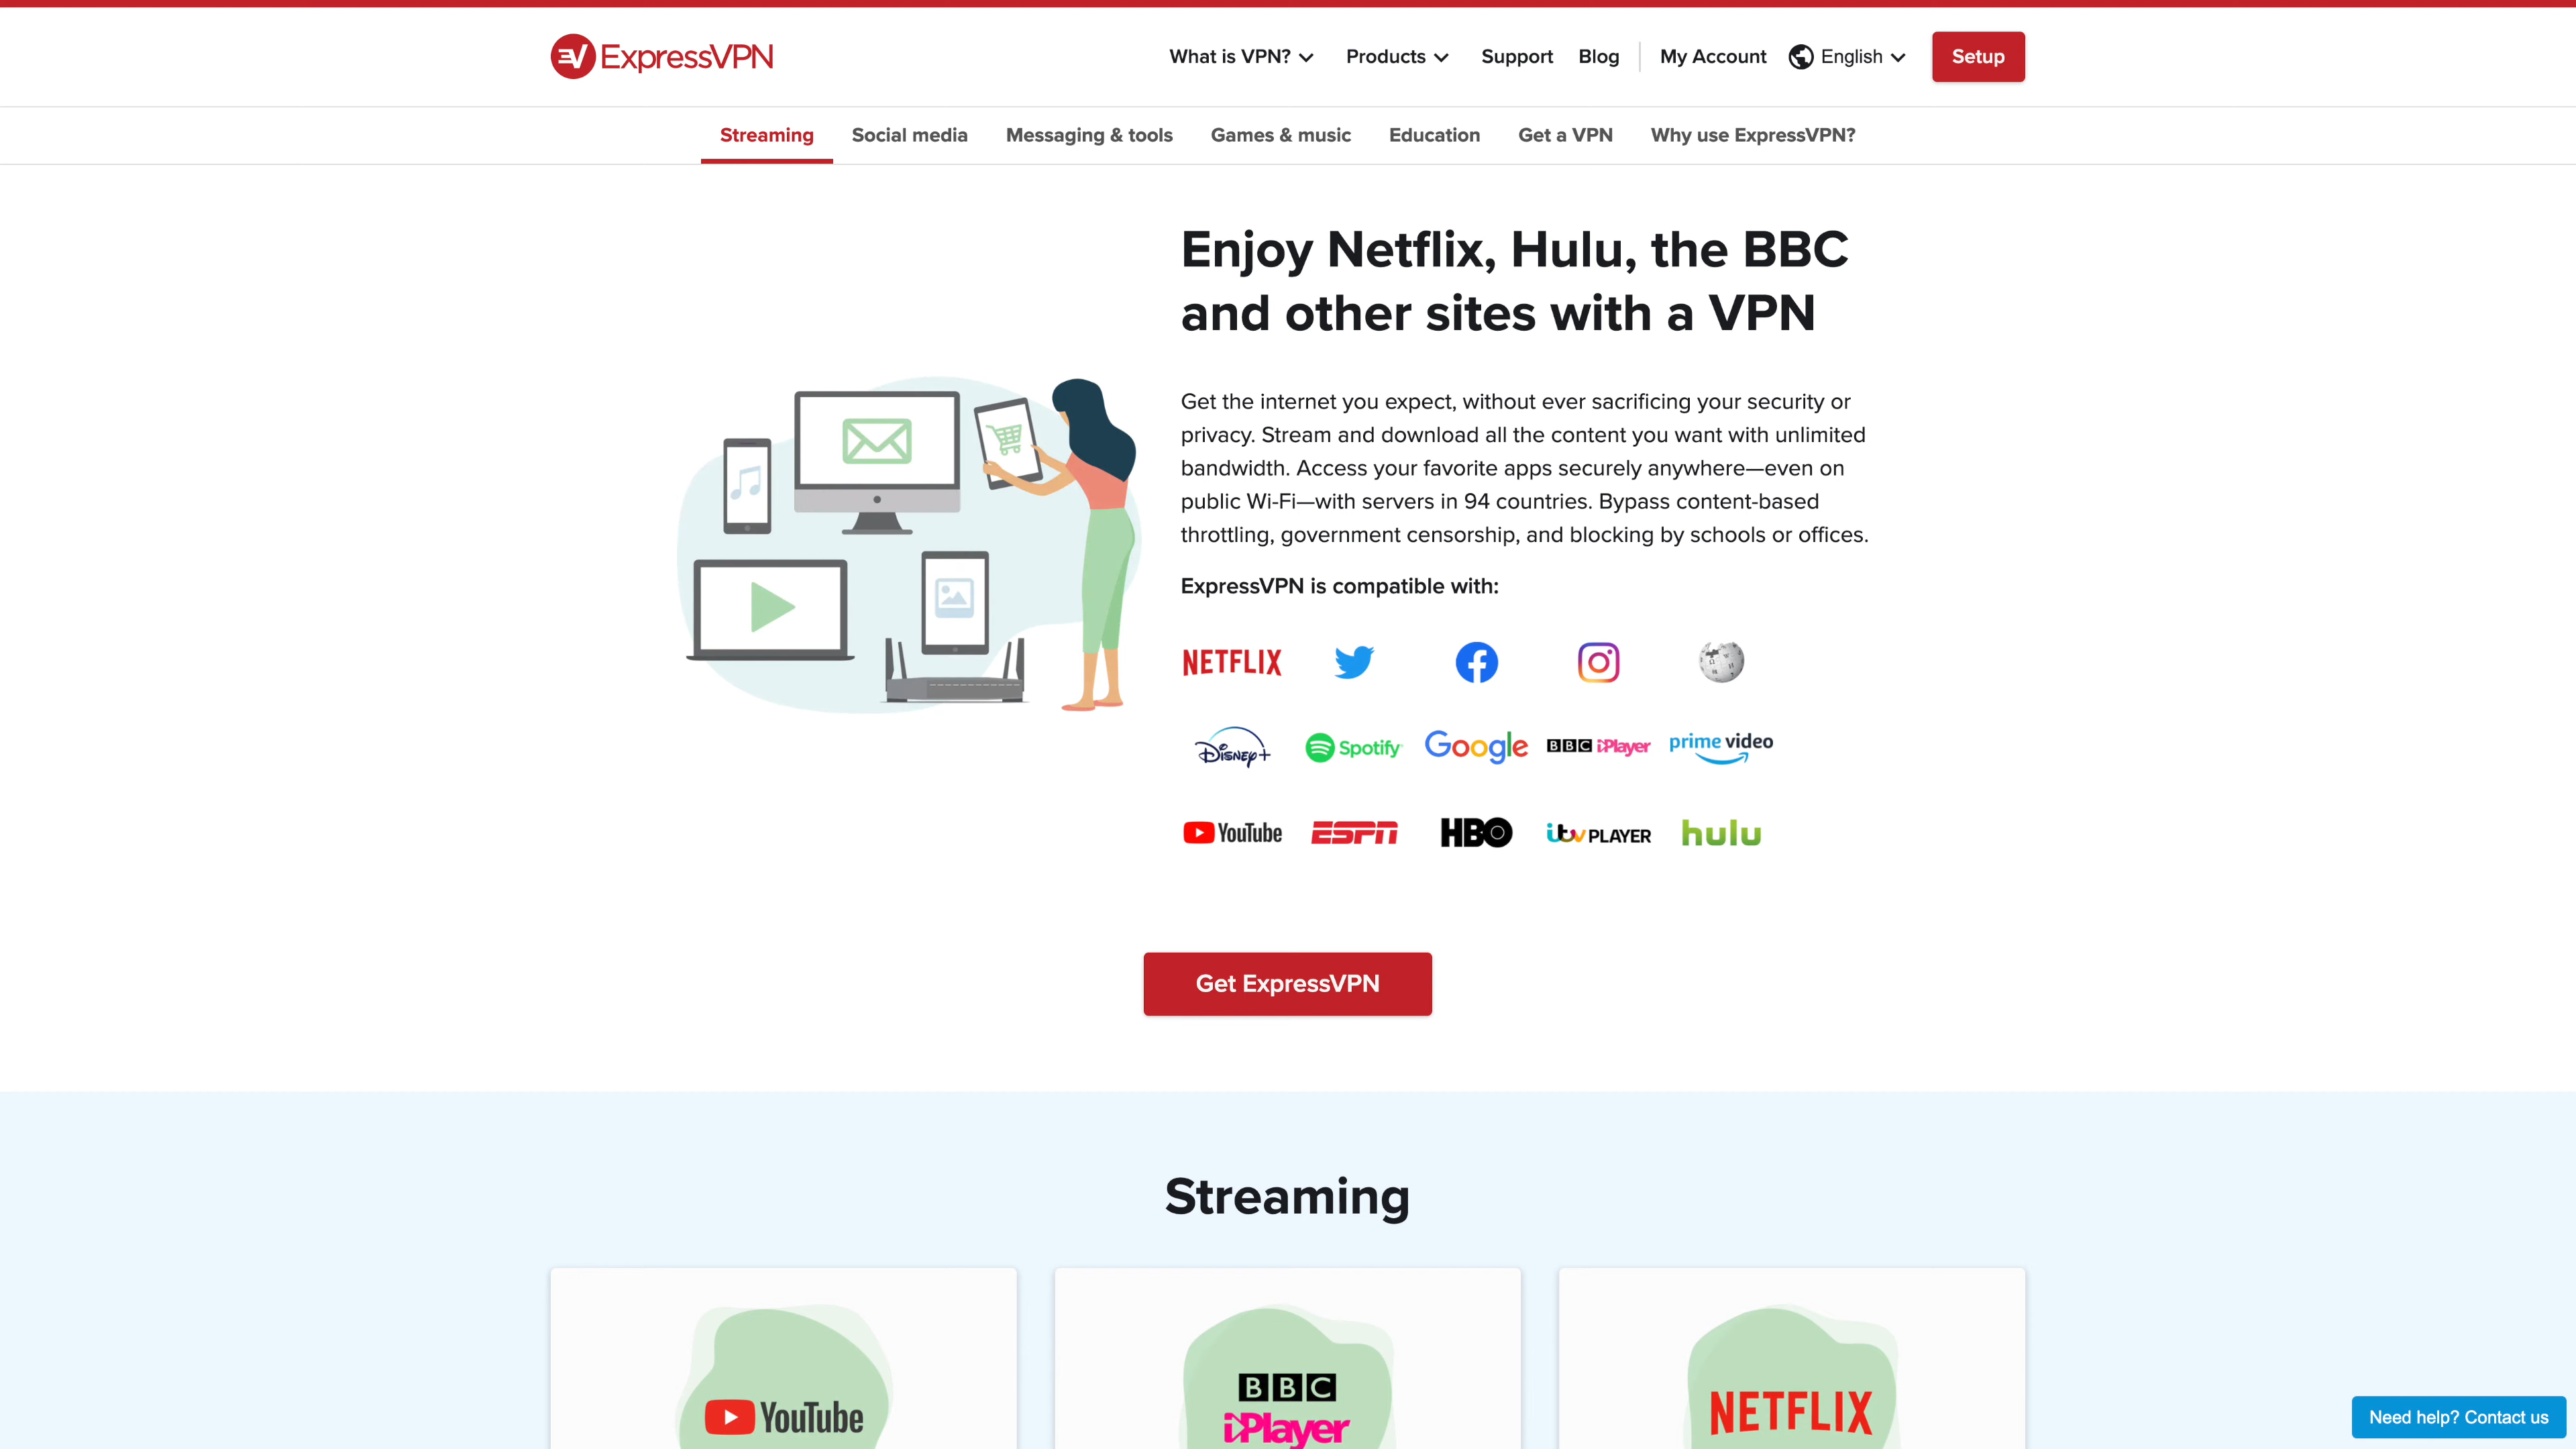 ExpressVPN
What is VPN? Products Support Blog My Account English Setup
Streaming Social media Messaging & tools Games & music Education Get a VPN Why use ExpressVPN?
Enjoy Netflix, Hulu, the BBC
and other sites with a VPN
Get the internet you expect, without ever sacrificing your security or
privacy. Stream and download all the content you want with unlimited
bandwidth. Access your favorite apps securely anywhere—even on
public Wi-Fi—with servers in 94 countries. Bypass content-based
throttling, government censorship, and blocking by schools or offices.
ExpressVPN is compatible with:
NETFLIX
Disney+ Spotify Google BBC iPlayer prime video
YouTube ESPN HBO itv PLAYER hulu
Get ExpressVPN
Streaming
YouTube
BBC
iPlayer
NETFLIX
Need help? Contact us